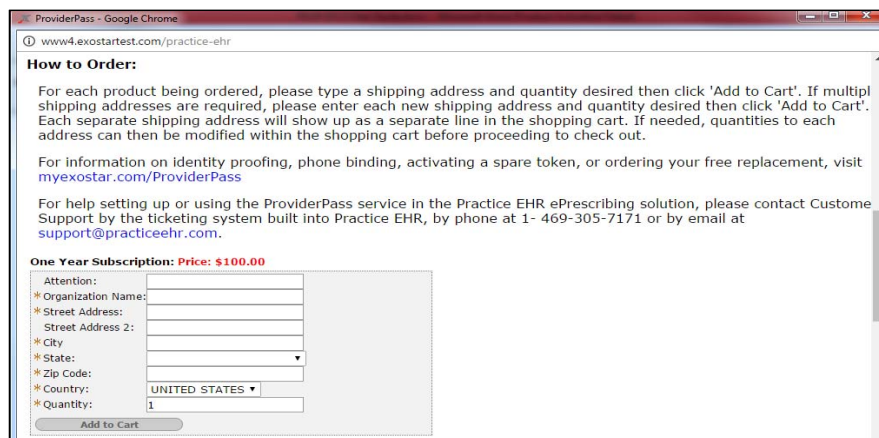 ProviderPass - Google Chrome
www4.exostartest.com/practice-ehr
How to Order:
For each product being ordered, please type a shipping address and quantity desired then click 'Add to Cart'. If multipl
shipping addresses are required, please enter each new shipping address and quantity desired then click 'Add to Cart'.
Each separate shipping address will show up as a separate line in the shopping cart. If needed, quantities to each
address can then be modified within the shopping cart before proceeding to check out.
For information on identity proofing, phone binding, activating a spare token, or ordering your free replacement, visit
myexostar.com/ProviderPass
For help setting up or using the ProviderPass service in the Practice EHR ePrescribing solution, please contact Custome
Support by the ticketing system built into Practice EHR, by phone at 1- 469-305-7171 or by email at
support@practiceehr.com.
One Year Subscription: Price: $100.00
Attention:
*Organization Name:
*Street Address:
Street Address 2:
*City
*State:
*Zip Code:
*Country: UNITED STATES
*Quantity: 1
Add to Cart